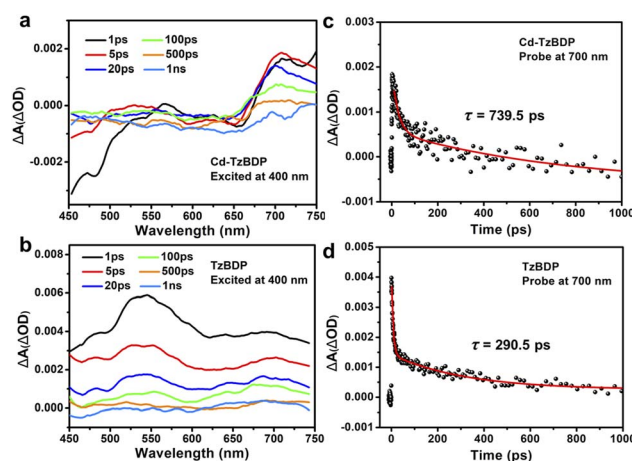 a
1ps 100ps
5ps 500ps
20ps 1ns
0.002
0.000
-0.002
ΔA(ΔOD)
Cd-TzBDP
Excited at 400 nm
450 500 550 600 650 700 750
Wavelength (nm)
b
1ps 100ps
5ps 500ps
20ps 1ns
TzBDP
Excited at 400 nm
0.006
0.004
0.002
0.000
ΔA(ΔOD)
450 500 550 600 650 700 750
Wavelength (nm)
c
Cd-TzBDP
Probe at 700 nm
τ = 739.5 ps
0.003
0.002
0.001
0.000
-0.001
ΔA(ΔOD)
0 200 400 600 800 1000
Time (ps)
d
TzBDP
Probe at 700 nm
τ = 290.5 ps
0.005
0.004
0.003
0.002
0.001
0.000
-0.001
ΔA(ΔOD)
0 200 400 600 800 1000
Time (ps)